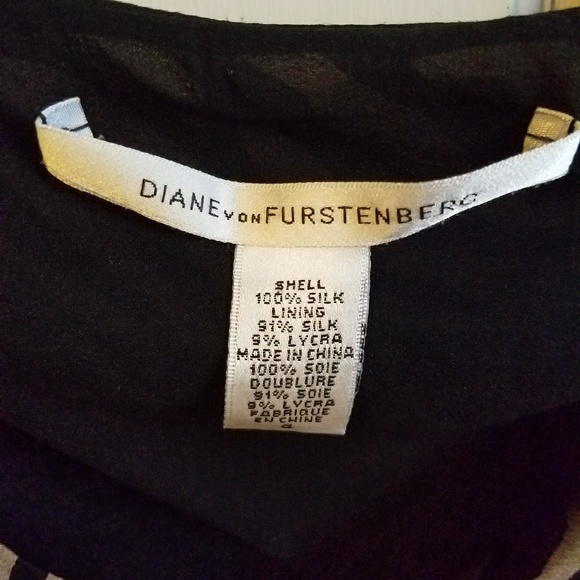 DIANE VON FURSTENBERG
SHELL
100% SILK
LINING
91% SILK
9% LYCRA
MADE IN CHINA
100% SOIE
DOUBLURE
91% SOIE
9% LYCRA
FABRIQUE
EN CHINE